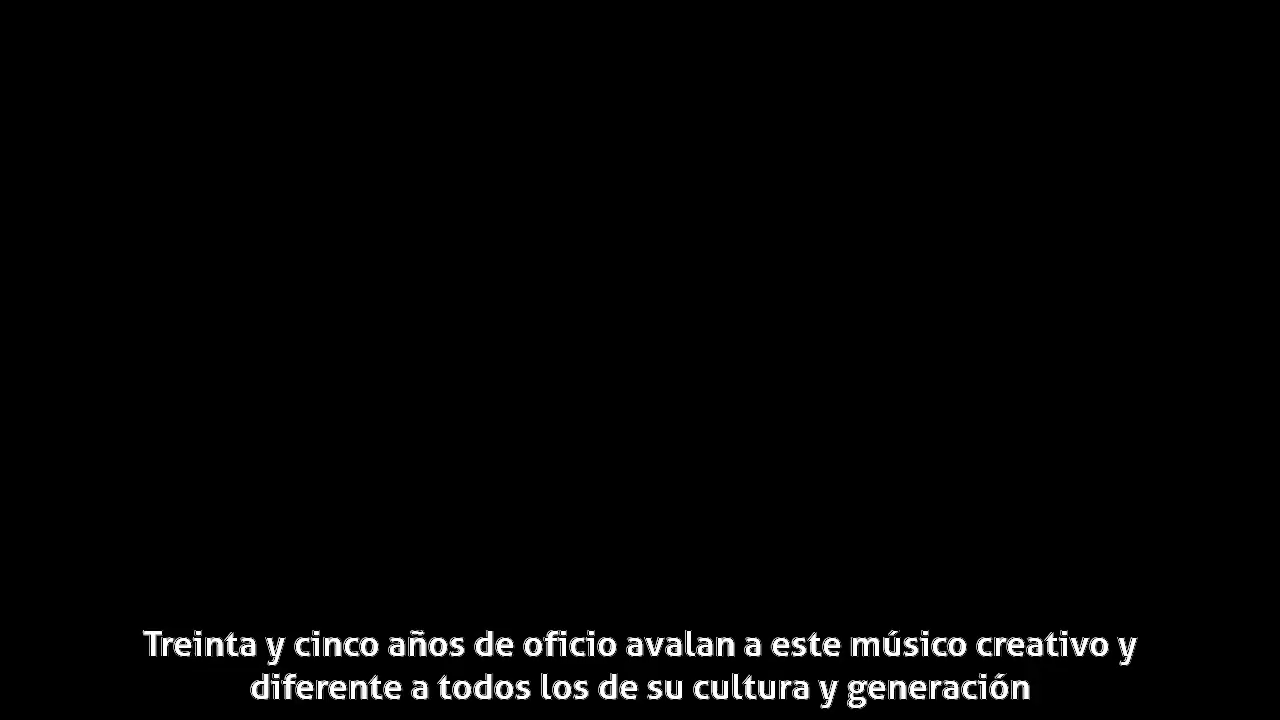 Treinta y cinco años de oficio avalan a este músico creativo y
diferente a todos los de su cultura y generación